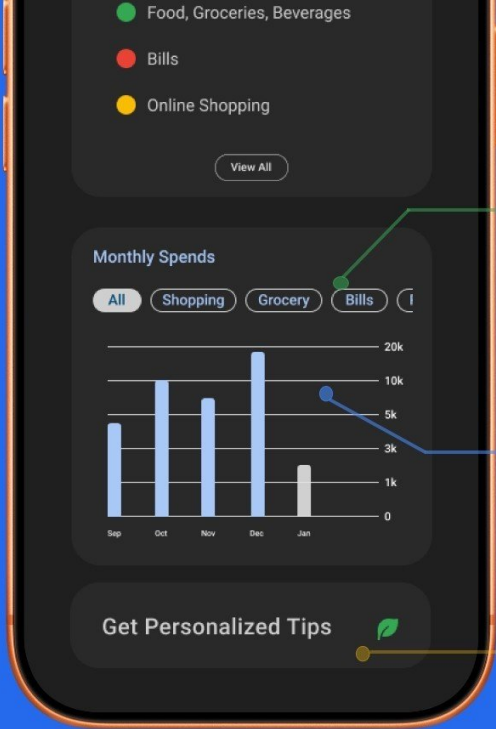 Food, Groceries, Beverages
Bills
Online Shopping
View All
Monthly Spends
All Shopping Grocery Bills
20k
10k
5k
3k
1k
0
Sep Oct Nov Dec Jan
Get Personalized Tips